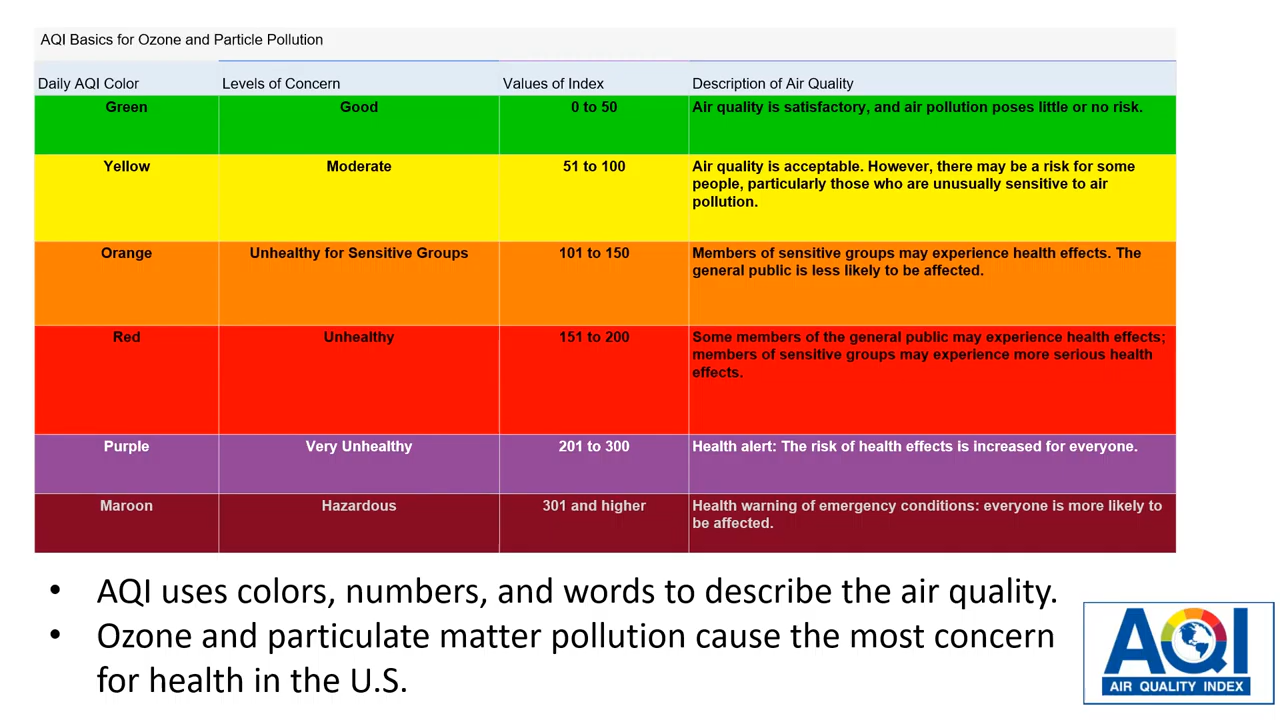 AQI Basics for Ozone and Particle Pollution
Daily AQI Color Levels of Concern Values of Index Description of Air Quality
Green Good 0 to 50 Air quality is satisfactory, and air pollution poses little or no risk.
Yellow Moderate 51 to 100 Air quality is acceptable. However, there may be a risk for some
people, particularly those who are unusually sensitive to air
pollution.
Orange Unhealthy for Sensitive Groups 101 to 150 Members of sensitive groups may experience health effects. The
general public is less likely to be affected.
Red Unhealthy 151 to 200 Some members of the general public may experience health effects;
members of sensitive groups may experience more serious health
effects.
Purple Very Unhealthy 201 to 300 Health alert: The risk of health effects is increased for everyone.
Maroon Hazardous 301 and higher Health warning of emergency conditions: everyone is more likely to
be affected.
• AQI uses colors, numbers, and words to describe the air quality.
• Ozone and particulate matter pollution cause the most concern
for health in the U.S.
AQI
AIR QUALITY INDEX